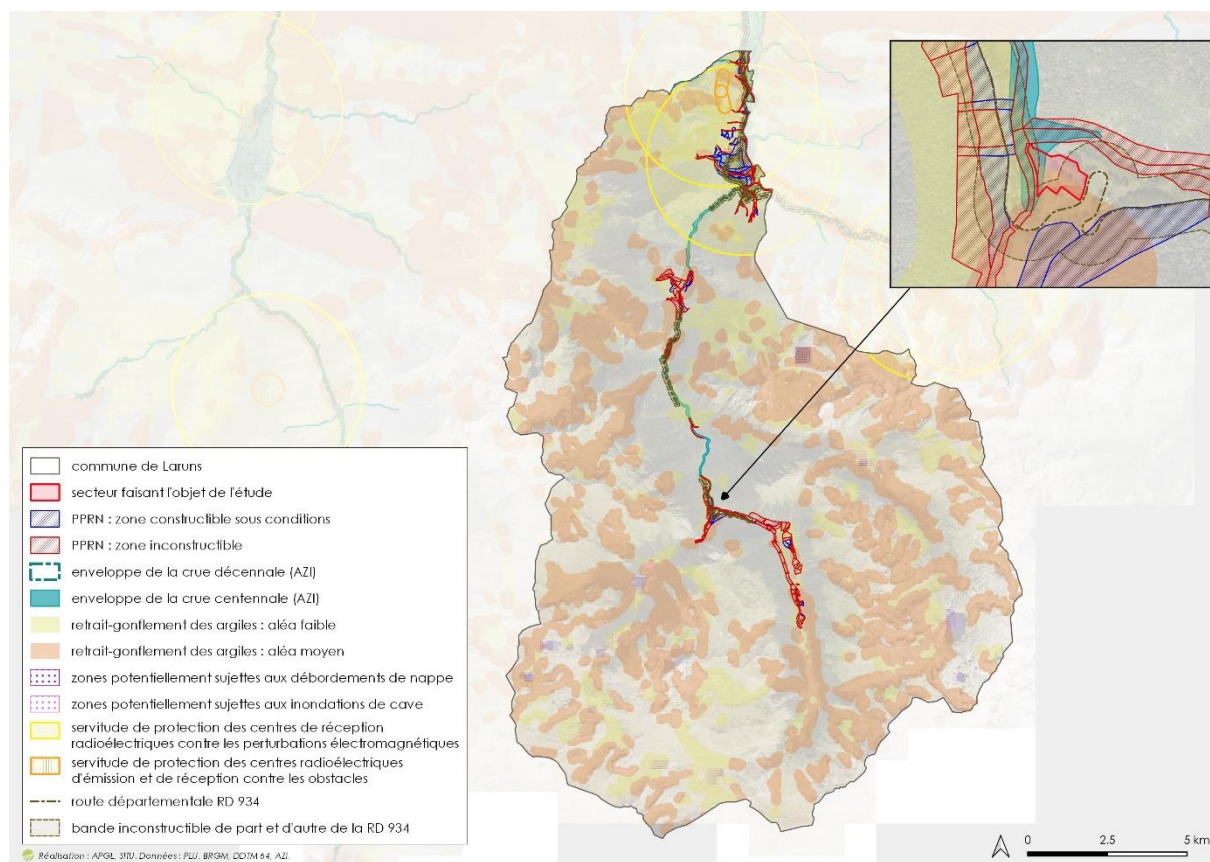 commune de Laruns
secteur faisant l'objet de l'étude
PPRN : zone constructible sous conditions
PPRN : zone inconstructible
enveloppe de la crue décennale (AZI)
enveloppe de la crue centennale (AZI)
retrait-gonflement des argiles : aléa faible
retrait-gonflement des argiles : aléa moyen
zones potentiellement sujettes aux débordements de nappe
zones potentiellement sujettes aux inondations de cave
servitude de protection des centres de réception
radioélectriques contre les perturbations électromagnétiques
servitude de protection des centres radioélectriques
d'émission et de réception contre les obstacles
route départementale RD 934
bande inconstructible de part et d'autre de la RD 934
Réalisation : APGL, SITU. Données : PLU, BRGM, DDTM 64, AZI.
0 2.5 5 km